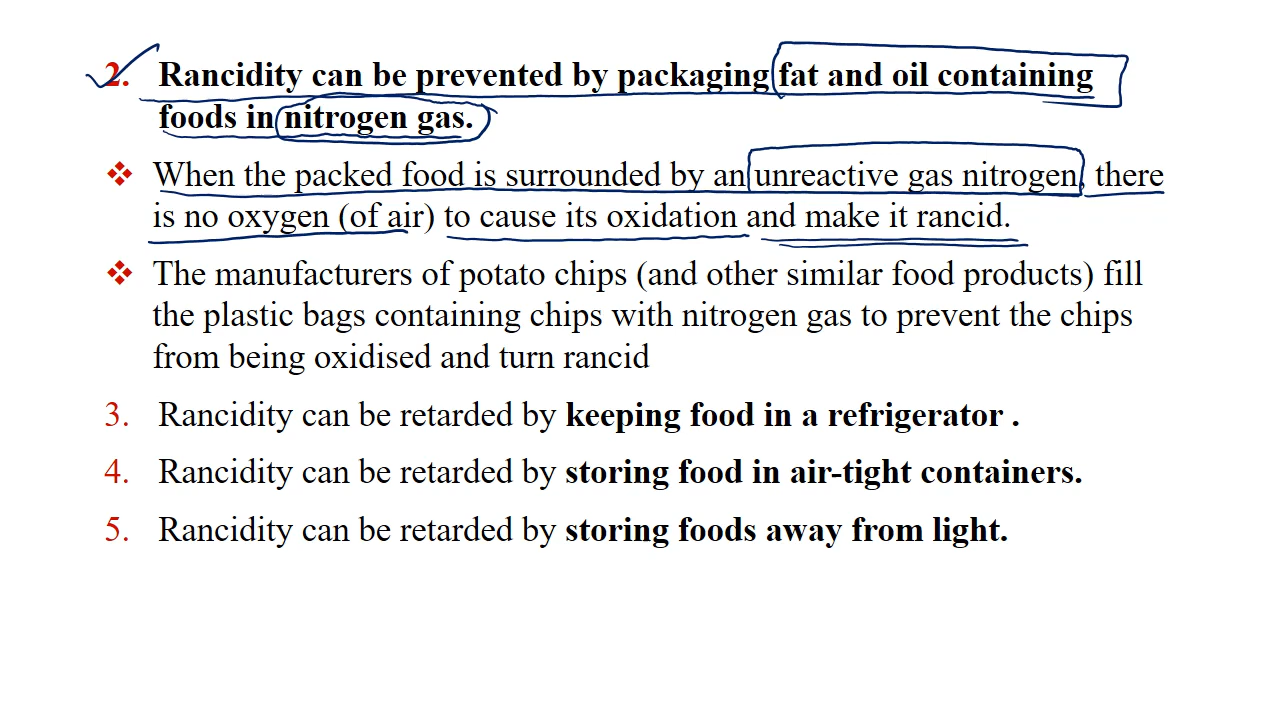 2. Rancidity can be prevented by packaging fat and oil containing
foods in nitrogen gas.
❖ When the packed food is surrounded by an unreactive gas nitrogen, there
is no oxygen (of air) to cause its oxidation and make it rancid.
❖ The manufacturers of potato chips (and other similar food products) fill
the plastic bags containing chips with nitrogen gas to prevent the chips
from being oxidised and turn rancid
3. Rancidity can be retarded by keeping food in a refrigerator .
4. Rancidity can be retarded by storing food in air-tight containers.
5. Rancidity can be retarded by storing foods away from light.